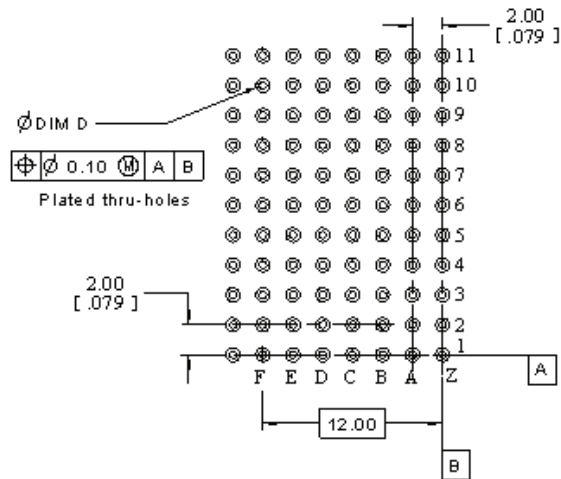 2.00
[ .079 ]
11
10
Ø DIM D
9
⌖ Ø 0.10 Ⓜ A B
8
Plated thru-holes
7
6
5
4
2.00
[ .079 ]
3
2
1
F E D C B A Z
A
12.00
B